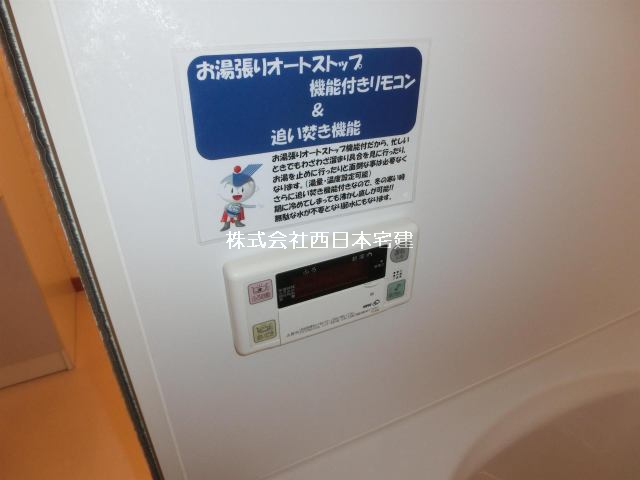 お湯張りオートストップ
機能付きリモコン
&
追い焚き機能
お湯張りオートストップ機能付だから、忙しい
ときでもわざわざ溜まり具合を見に行ったり、
お湯を止めに行ったりと面倒な事は必要なく
なります。(湯量・温度設定可能)
さらに追い焚き機能付きなので、冬の寒い時
期に冷めてしまっても沸かし直しが可能!!
無駄な水が不要となり節水にもなります。
株式会社西日本宅建
ふろ
給湯